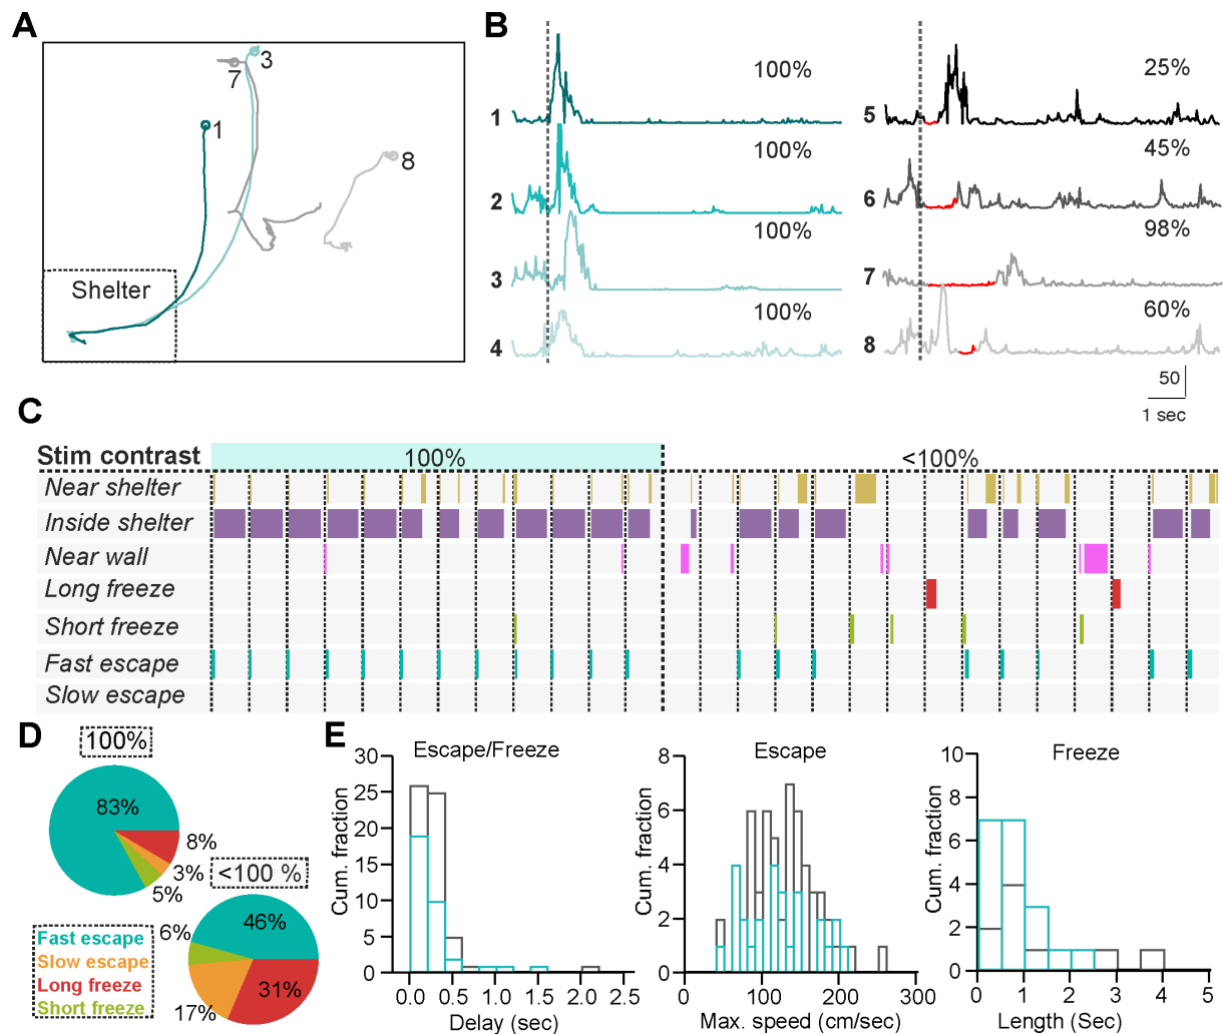 A
3
7
1
8
Shelter
B
1
100%
2
100%
3
100%
4
100%
5
25%
6
45%
7
98%
8
60%
50
1 sec
C
Stim contrast
100%
<100%
Near shelter
Inside shelter
Near wall
Long freeze
Short freeze
Fast escape
Slow escape
D
100%
83%
8%
3%
5%
<100 %
46%
6%
17%
31%
Fast escape
Slow escape
Long freeze
Short freeze
E
Escape/Freeze
Cum. fraction
30
25
20
15
10
5
0
0.0 0.5 1.0 1.5 2.0 2.5
Delay (sec)
Escape
Cum. fraction
8
6
4
2
0
0 100 200 300
Max. speed (cm/sec)
Freeze
Cum. fraction
10
8
6
4
2
0
0 1 2 3 4 5
Length (Sec)